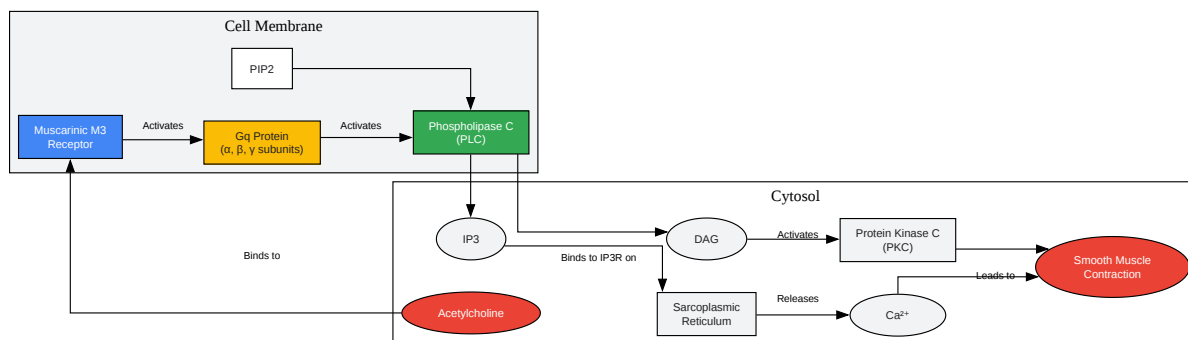 Cell Membrane
PIP2
Muscarinic M3
Receptor
Activates
Gq Protein
(α, β, γ subunits)
Activates
Phospholipase C
(PLC)
Cytosol
IP3
DAG
Activates
Protein Kinase C
(PKC)
Binds to
Binds to IP3R on
Smooth Muscle
Contraction
Leads to
Acetylcholine
Sarcoplasmic
Reticulum
Releases
Ca²⁺